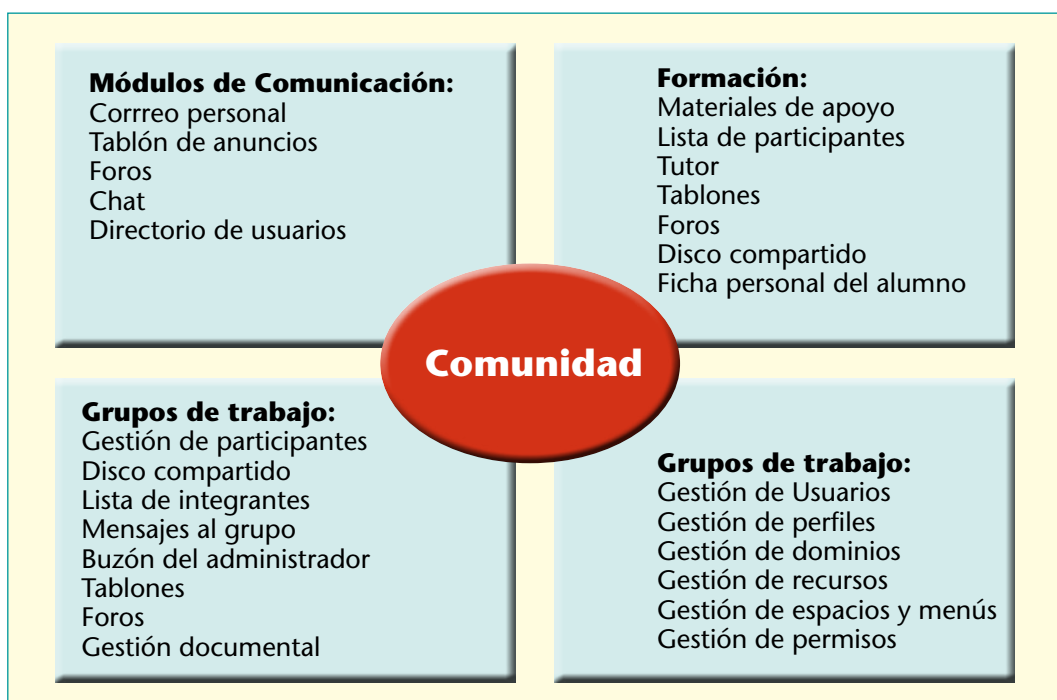 Módulos de Comunicación:
Corrreo personal
Tablón de anuncios
Foros
Chat
Directorio de usuarios
Formación:
Materiales de apoyo
Lista de participantes
Tutor
Tablones
Foros
Disco compartido
Ficha personal del alumno
Comunidad
Grupos de trabajo:
Gestión de participantes
Disco compartido
Lista de integrantes
Mensajes al grupo
Buzón del administrador
Tablones
Foros
Gestión documental
Grupos de trabajo:
Gestión de Usuarios
Gestión de perfiles
Gestión de dominios
Gestión de recursos
Gestión de espacios y menús
Gestión de permisos